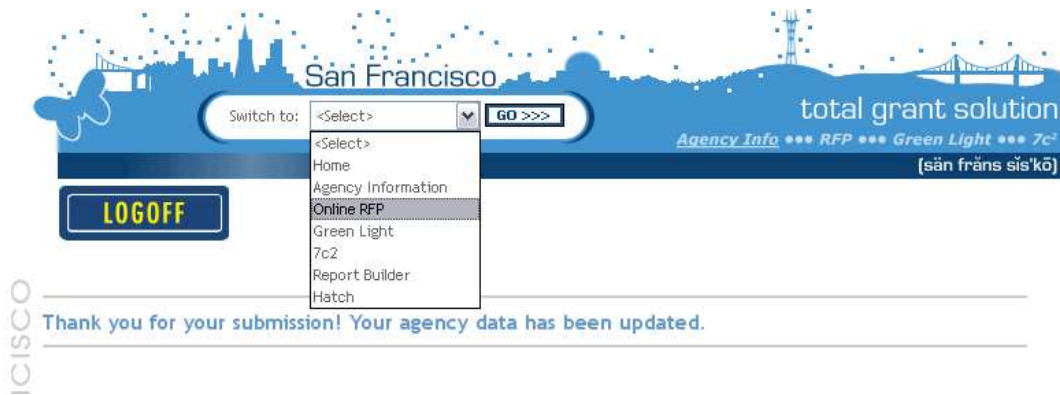 San Francisco
Switch to: <Select> GO >>>
total grant solution
Agency Info ••• RFP ••• Green Light ••• 7c²
(sän frăns sĭs'kō)
<Select>
Home
Agency Information
Online RFP
Green Light
7c2
Report Builder
Hatch
LOGOFF
Thank you for your submission! Your agency data has been updated.
CISCO